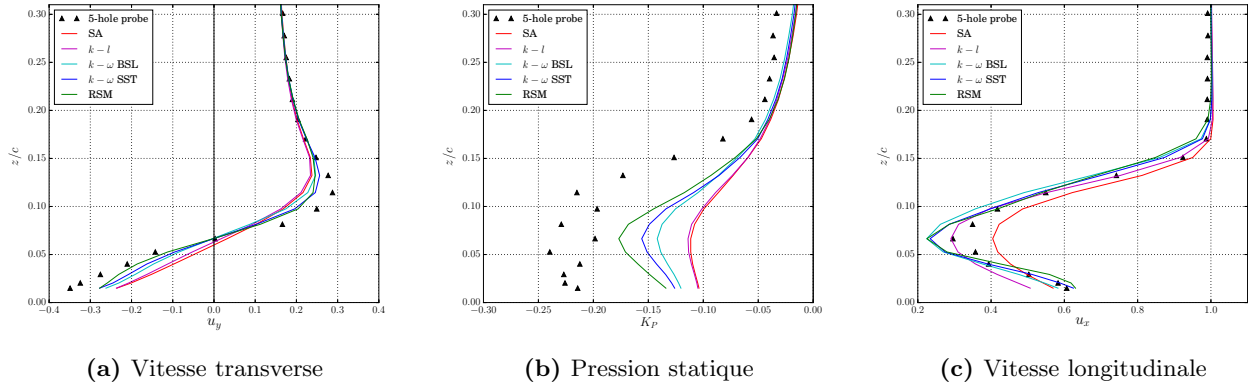 0.30
0.25
0.20
0.15
0.10
0.05
0.00
z/c
5-hole probe
SA
k − l
k − ω BSL
k − ω SST
RSM
−0.4 −0.3 −0.2 −0.1 0.0 0.1 0.2 0.3 0.4
u_y
(a) Vitesse transverse
0.30
0.25
0.20
0.15
0.10
0.05
0.00
z/c
5-hole probe
SA
k − l
k − ω BSL
k − ω SST
RSM
−0.30 −0.25 −0.20 −0.15 −0.10 −0.05 0.00
K_P
(b) Pression statique
0.30
0.25
0.20
0.15
0.10
0.05
0.00
z/c
5-hole probe
SA
k − l
k − ω BSL
k − ω SST
RSM
0.2 0.4 0.6 0.8 1.0
u_x
(c) Vitesse longitudinale